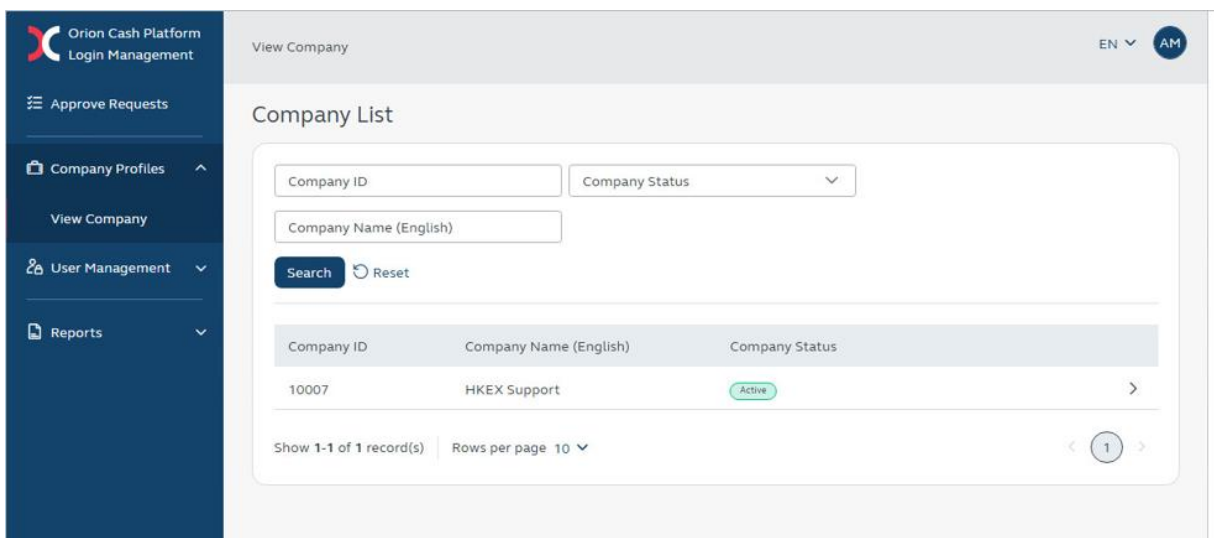 Orion Cash Platform
Login Management
View Company
EN
AM
Approve Requests
Company List
Company Profiles
Company ID
Company Status
View Company
Company Name (English)
User Management
Search
Reset
Reports
Company ID Company Name (English) Company Status
10007 HKEX Support Active
Show 1-1 of 1 record(s) Rows per page 10
1